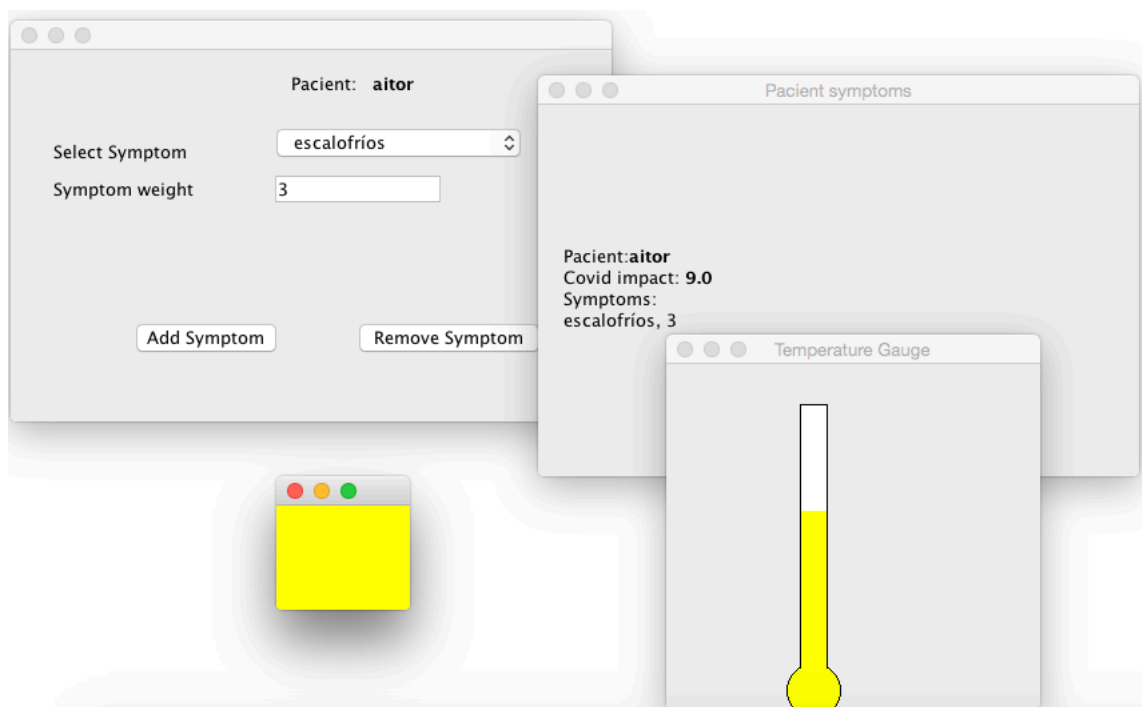 Pacient: aitor
Select Symptom escalofríos
Symptom weight 3
Add Symptom Remove Symptom
Pacient symptoms
Pacient:aitor
Covid impact: 9.0
Symptoms:
escalofríos, 3
Temperature Gauge